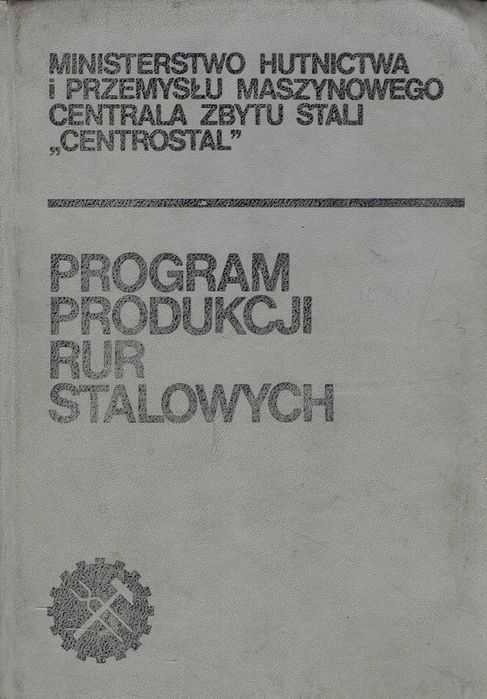 MINISTERSTWO HUTNICTWA
i PRZEMYSŁU MASZYNOWEGO
CENTRALA ZBYTU STALI
„CENTROSTAL”
PROGRAM
PRODUKCJI
RUR
STALOWYCH